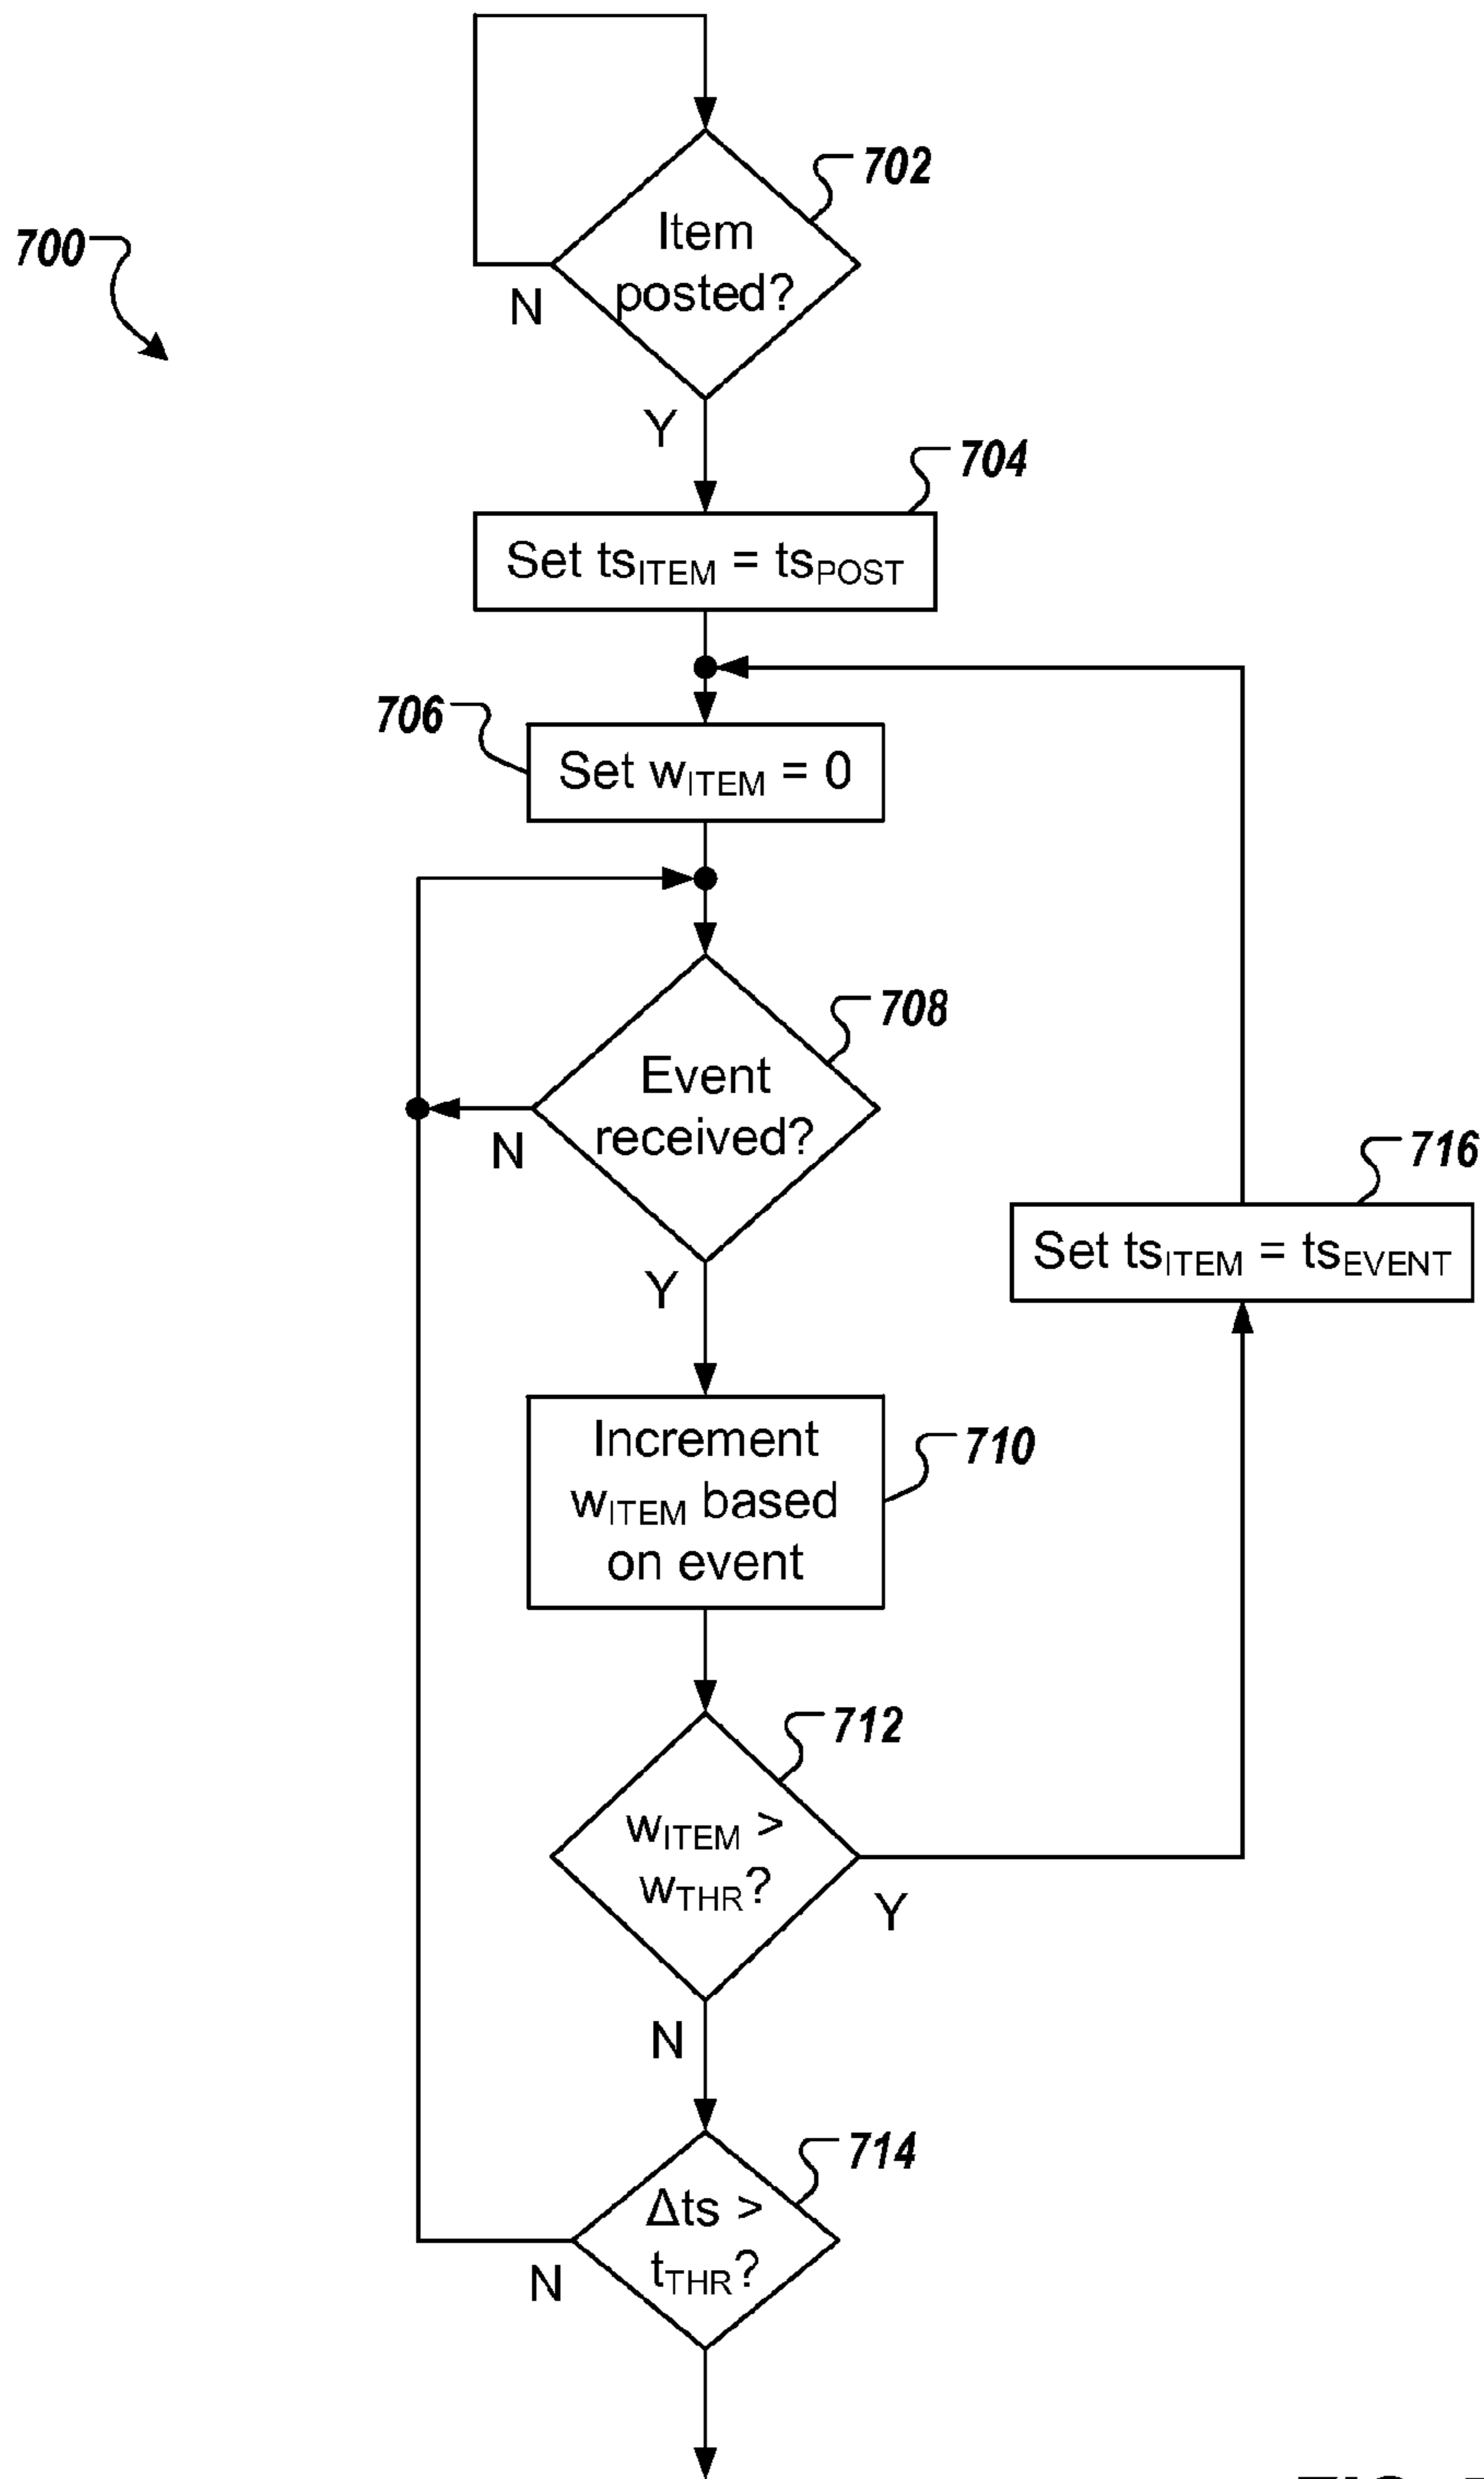 700
702
Item
posted?
N
Y
704
Set tsITEM = tsPOST
706
Set wITEM = 0
708
Event
received?
N
Y
716
Set tsITEM = tsEVENT
710
Increment
wITEM based
on event
712
wITEM >
wTHR?
Y
N
714
Δts >
tTHR?
N